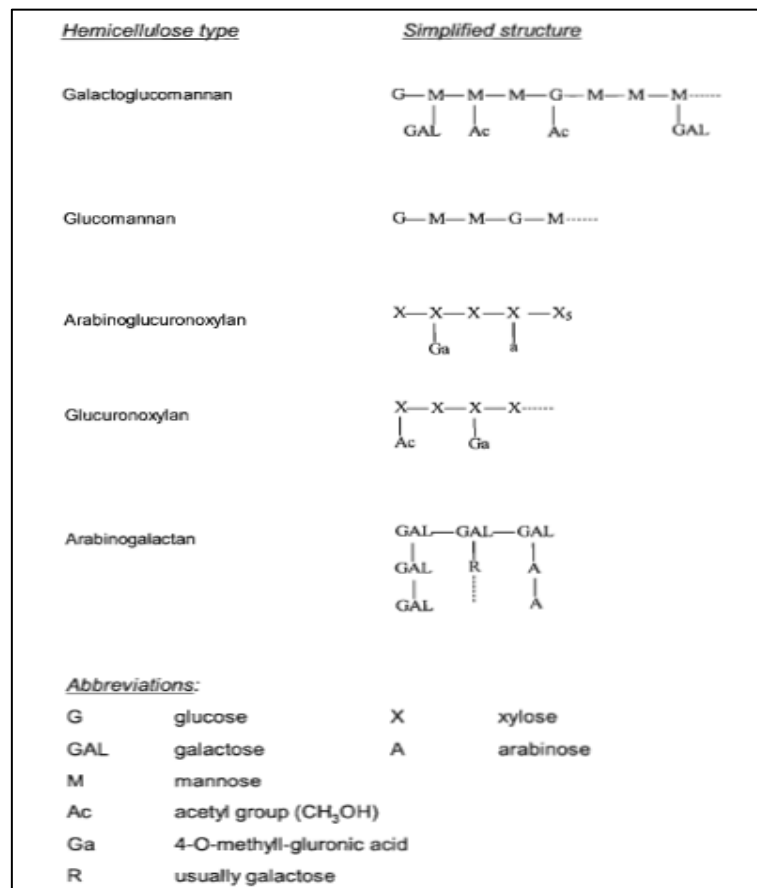 Hemicellulose type Simplified structure
Galactoglucomannan G—M—M—M—G—M—M—M------
GAL Ac Ac GAL
Glucomannan G—M—M—G—M------
Arabinoglucuronoxylan X—X—X—X—X5
Ga a
Glucuronoxylan X—X—X—X------
Ac Ga
Arabinogalactan GAL—GAL—GAL
GAL R A
GAL A
Abbreviations:
G glucose X xylose
GAL galactose A arabinose
M mannose
Ac acetyl group (CH3OH)
Ga 4-O-methyll-gluronic acid
R usually galactose